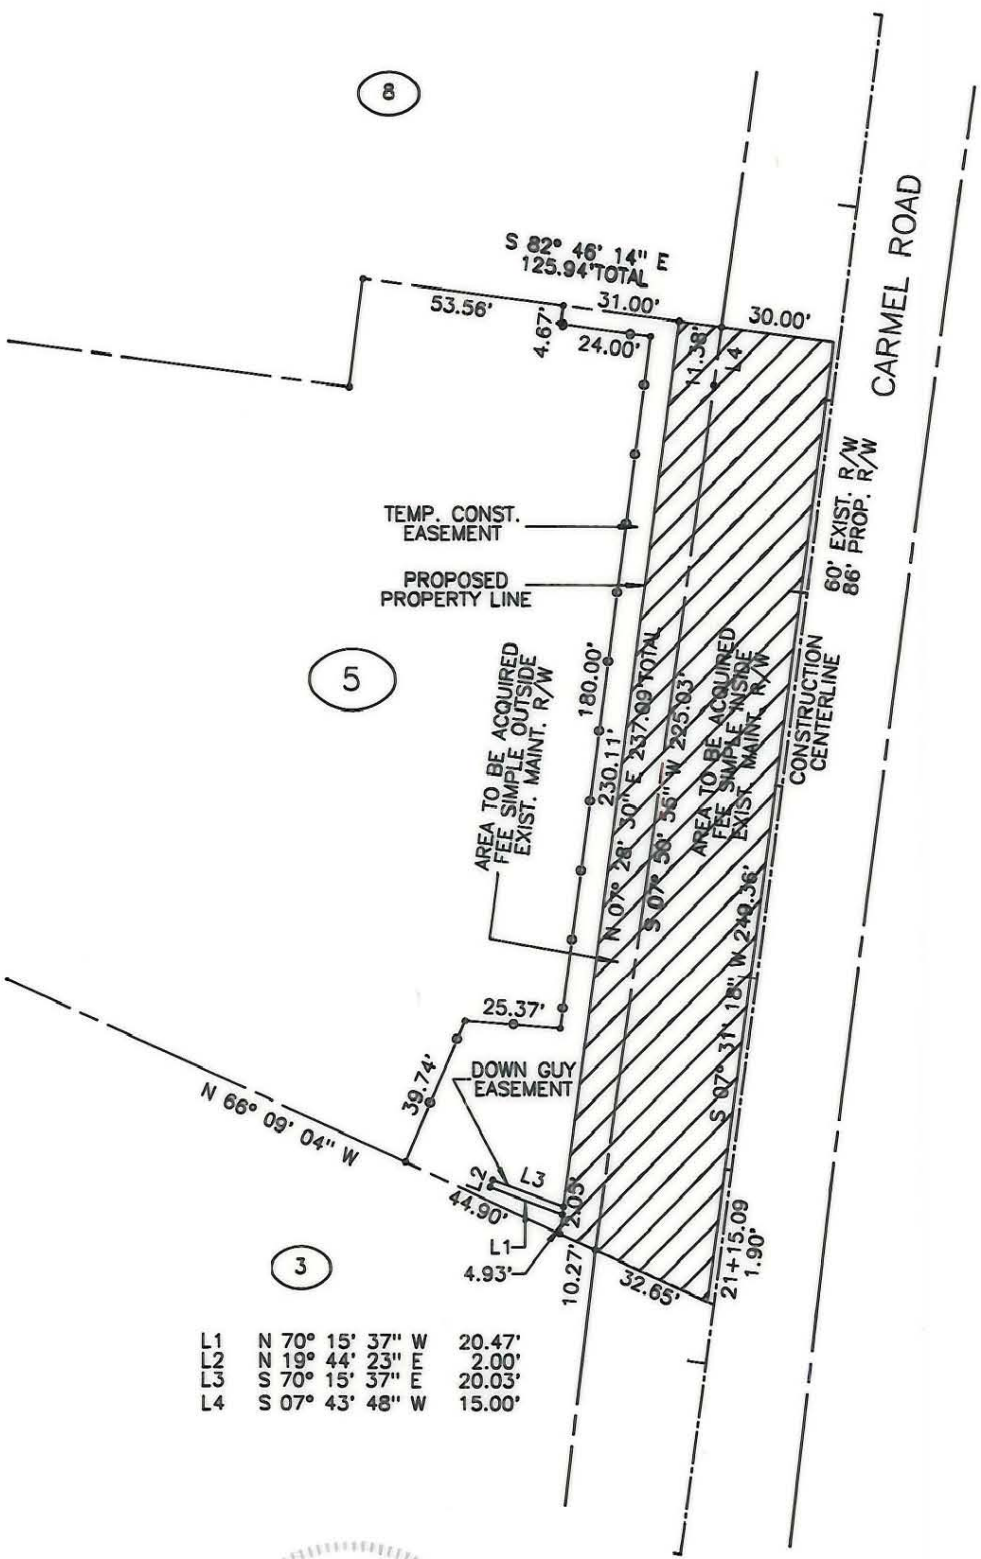 8
S 82° 46' 14" E
125.94'TOTAL
53.56'
31.00'
30.00'
4.67'
24.00'
11.38'
L4
CARMEL ROAD
60' EXIST. R/W
86' PROP. R/W
TEMP. CONST.
EASEMENT
PROPOSED
PROPERTY LINE
5
AREA TO BE ACQUIRED
FEE SIMPLE OUTSIDE
EXIST. MAINT. R/W
180.00'
230.11'
N 07° 28' 30" E 237.09'TOTAL
S 07° 50' 56" W 225.03'
AREA TO BE ACQUIRED
FEE SIMPLE INSIDE
EXIST. MAINT. R/W
CONSTRUCTION
CENTERLINE
S 07° 31' 18" W 249.36'
25.37'
39.74'
DOWN GUY
EASEMENT
N 66° 09' 04" W
L2
L3
44.90'
2.05'
L1
4.93'
10.27'
32.65'
21+15.09
1.90'
3
L1 N 70° 15' 37" W 20.47'
L2 N 19° 44' 23" E 2.00'
L3 S 70° 15' 37" E 20.03'
L4 S 07° 43' 48" W 15.00'